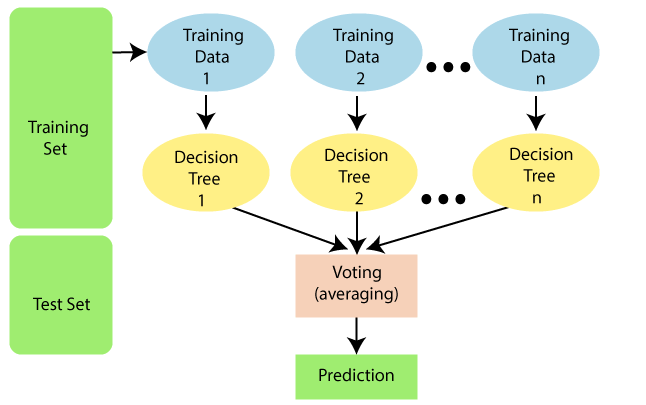 Training
Set
Training
Data
1
Training
Data
2
Training
Data
n
Decision
Tree
1
Decision
Tree
2
Decision
Tree
n
Test Set
Voting
(averaging)
Prediction